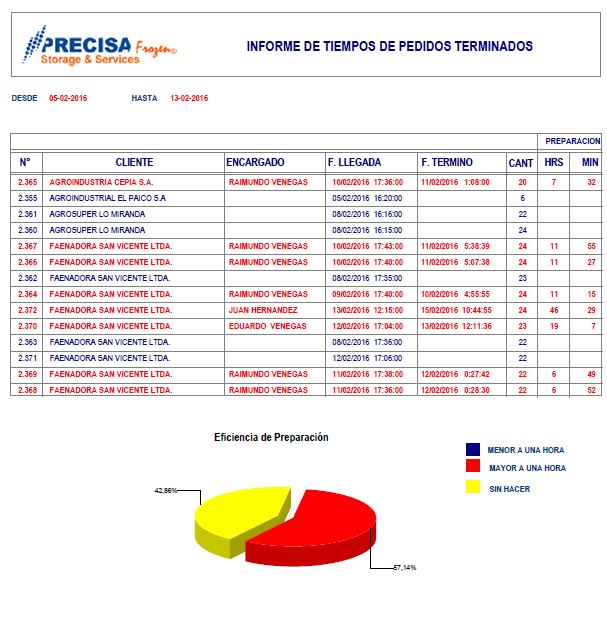 PRECISA Frozen
Storage & Services
INFORME DE TIEMPOS DE PEDIDOS TERMINADOS
DESDE 05-02-2016 HASTA 13-02-2016
PREPARACION
N° CLIENTE ENCARGADO F. LLEGADA F. TERMINO CANT HRS MIN
2.365 AGROINDUSTRIA CEPIA S.A. RAIMUNDO VENEGAS 10/02/2016 17:36:00 11/02/2016 1:08:00 20 7 32
2.355 AGROINDUSTRIAL EL PAICO S.A 05/02/2016 16:20:00 6
2.361 AGROSUPER LO MIRANDA 08/02/2016 16:16:00 22
2.360 AGROSUPER LO MIRANDA 08/02/2016 16:15:00 24
2.367 FAENADORA SAN VICENTE LTDA. RAIMUNDO VENEGAS 10/02/2016 17:43:00 11/02/2016 5:38:39 24 11 55
2.366 FAENADORA SAN VICENTE LTDA. RAIMUNDO VENEGAS 10/02/2016 17:40:00 11/02/2016 5:07:38 24 11 27
2.362 FAENADORA SAN VICENTE LTDA. 08/02/2016 17:35:00 23
2.364 FAENADORA SAN VICENTE LTDA. RAIMUNDO VENEGAS 09/02/2016 17:40:00 10/02/2016 4:55:55 24 11 15
2.372 FAENADORA SAN VICENTE LTDA. JUAN HERNANDEZ 13/02/2016 12:15:00 15/02/2016 10:44:55 24 46 29
2.370 FAENADORA SAN VICENTE LTDA. EDUARDO VENEGAS 12/02/2016 17:04:00 13/02/2016 12:11:36 23 19 7
2.363 FAENADORA SAN VICENTE LTDA. 08/02/2016 17:36:00 22
2.371 FAENADORA SAN VICENTE LTDA. 12/02/2016 17:06:00 22
2.369 FAENADORA SAN VICENTE LTDA. RAIMUNDO VENEGAS 11/02/2016 17:38:00 12/02/2016 0:27:42 22 6 49
2.368 FAENADORA SAN VICENTE LTDA. RAIMUNDO VENEGAS 11/02/2016 17:36:00 12/02/2016 0:28:30 22 6 52
Eficiencia de Preparación
MENOR A UNA HORA
MAYOR A UNA HORA
SIN HACER
42,86%
57,14%